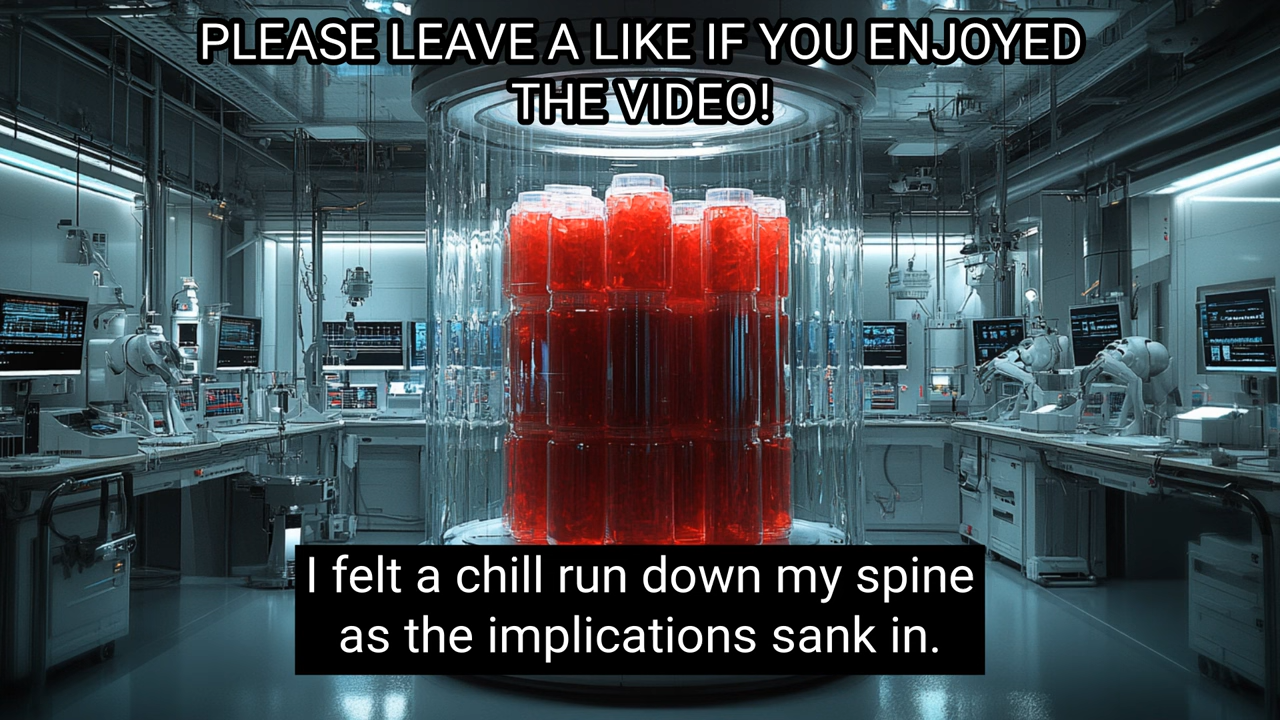 PLEASE LEAVE A LIKE IF YOU ENJOYED
THE VIDEO!
I felt a chill run down my spine
as the implications sank in.